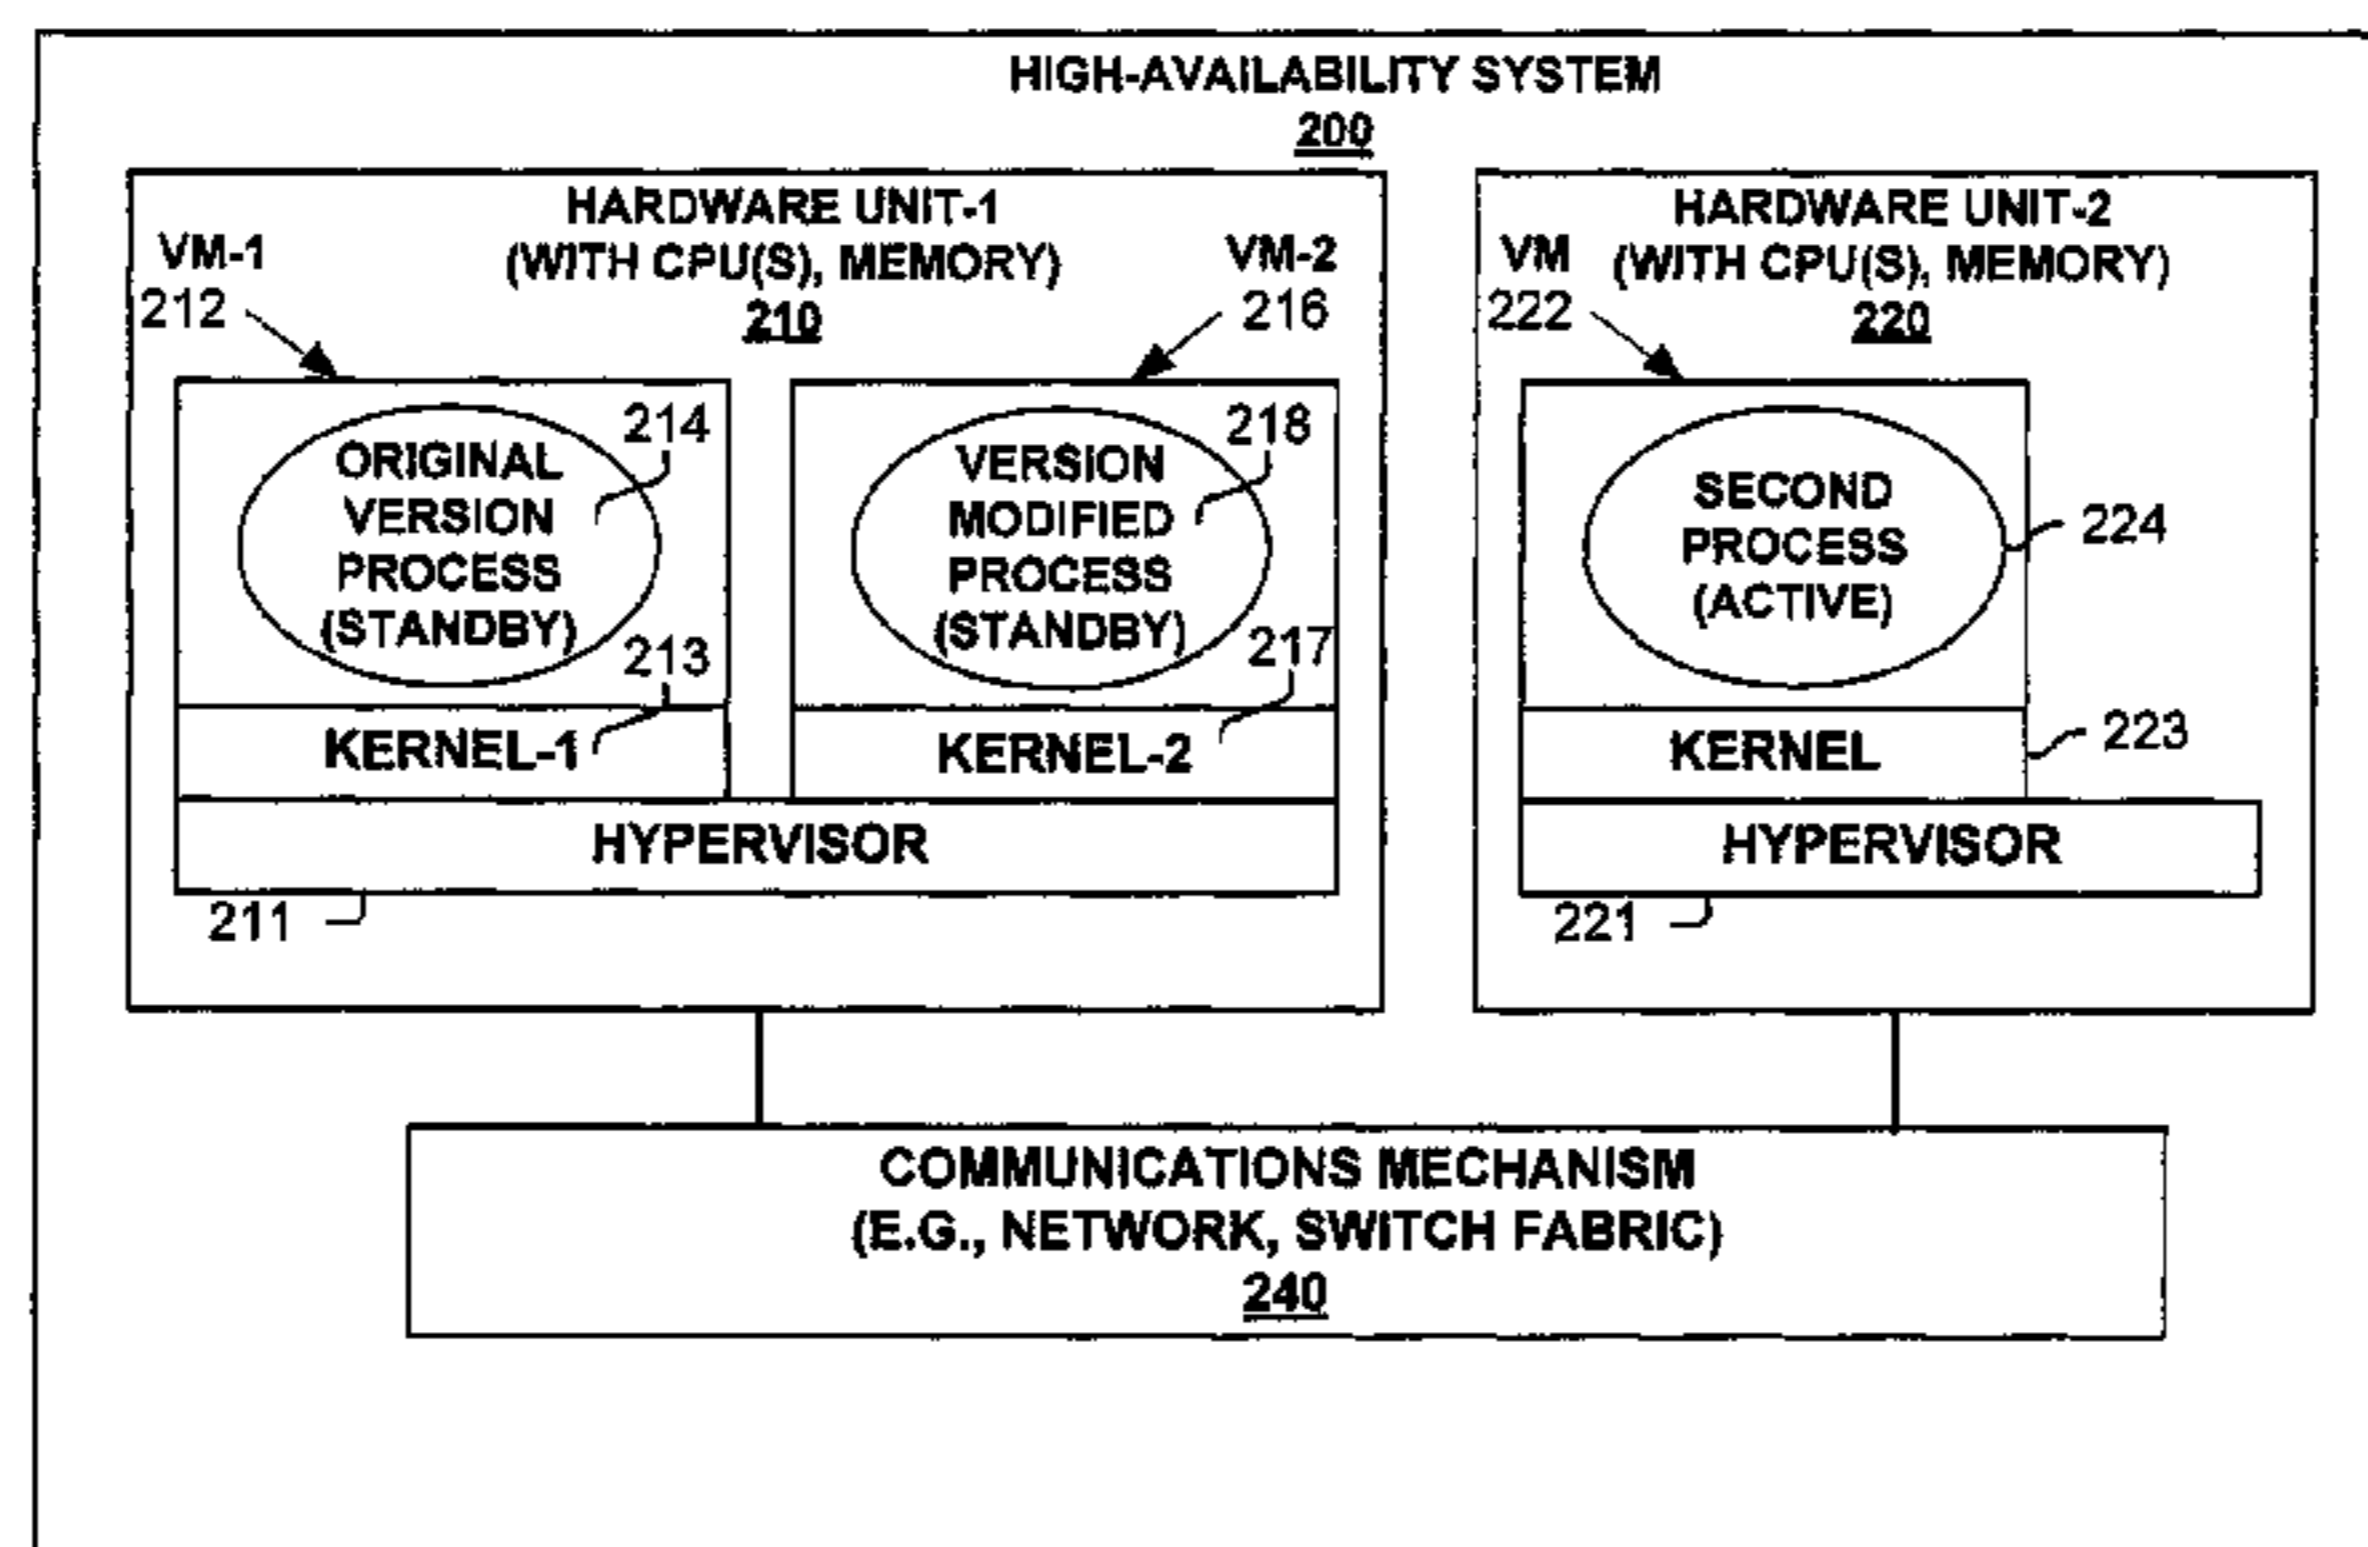 HIGH-AVAILABILITY SYSTEM
200
HARDWARE UNIT-1
(WITH CPU(S), MEMORY)
210
VM-1
212
VM-2
216
214
ORIGINAL
VERSION
PROCESS
(STANDBY)
213
KERNEL-1
218
VERSION
MODIFIED
PROCESS
(STANDBY)
217
KERNEL-2
HYPERVISOR
211
HARDWARE UNIT-2
(WITH CPU(S), MEMORY)
220
VM
222
SECOND
PROCESS
(ACTIVE)
224
KERNEL
223
HYPERVISOR
221
COMMUNICATIONS MECHANISM
(E.G., NETWORK, SWITCH FABRIC)
240